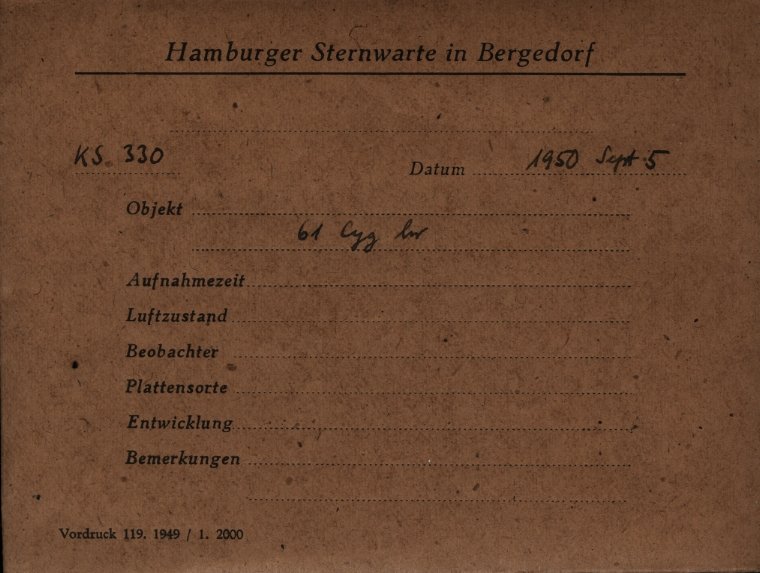 Hamburger Sternwarte in Bergedorf
KS. 330
Datum 1950 Sept 5
Objekt
61 Cyg
Aufnahmezeit
Luftzustand
Beobachter
Plattensorte
Entwicklung
Bemerkungen
Vordruck 119. 1949 / 1. 2000